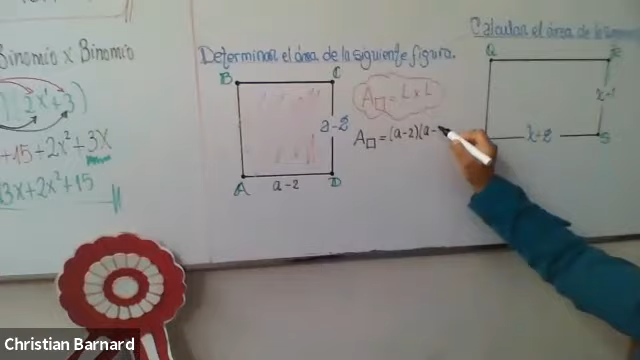 Binomio x Binomio
2x² + 3)
+15 + 2x² + 3x
13x + 2x² + 15
Determinar el área de la siguiente figura.
B
C
a-2
A
a-2
D
A□ = L x L
A□ = (a-2)(a-
Calcular el área de la
Q
R
x-1
x+2
S
Christian Barnard